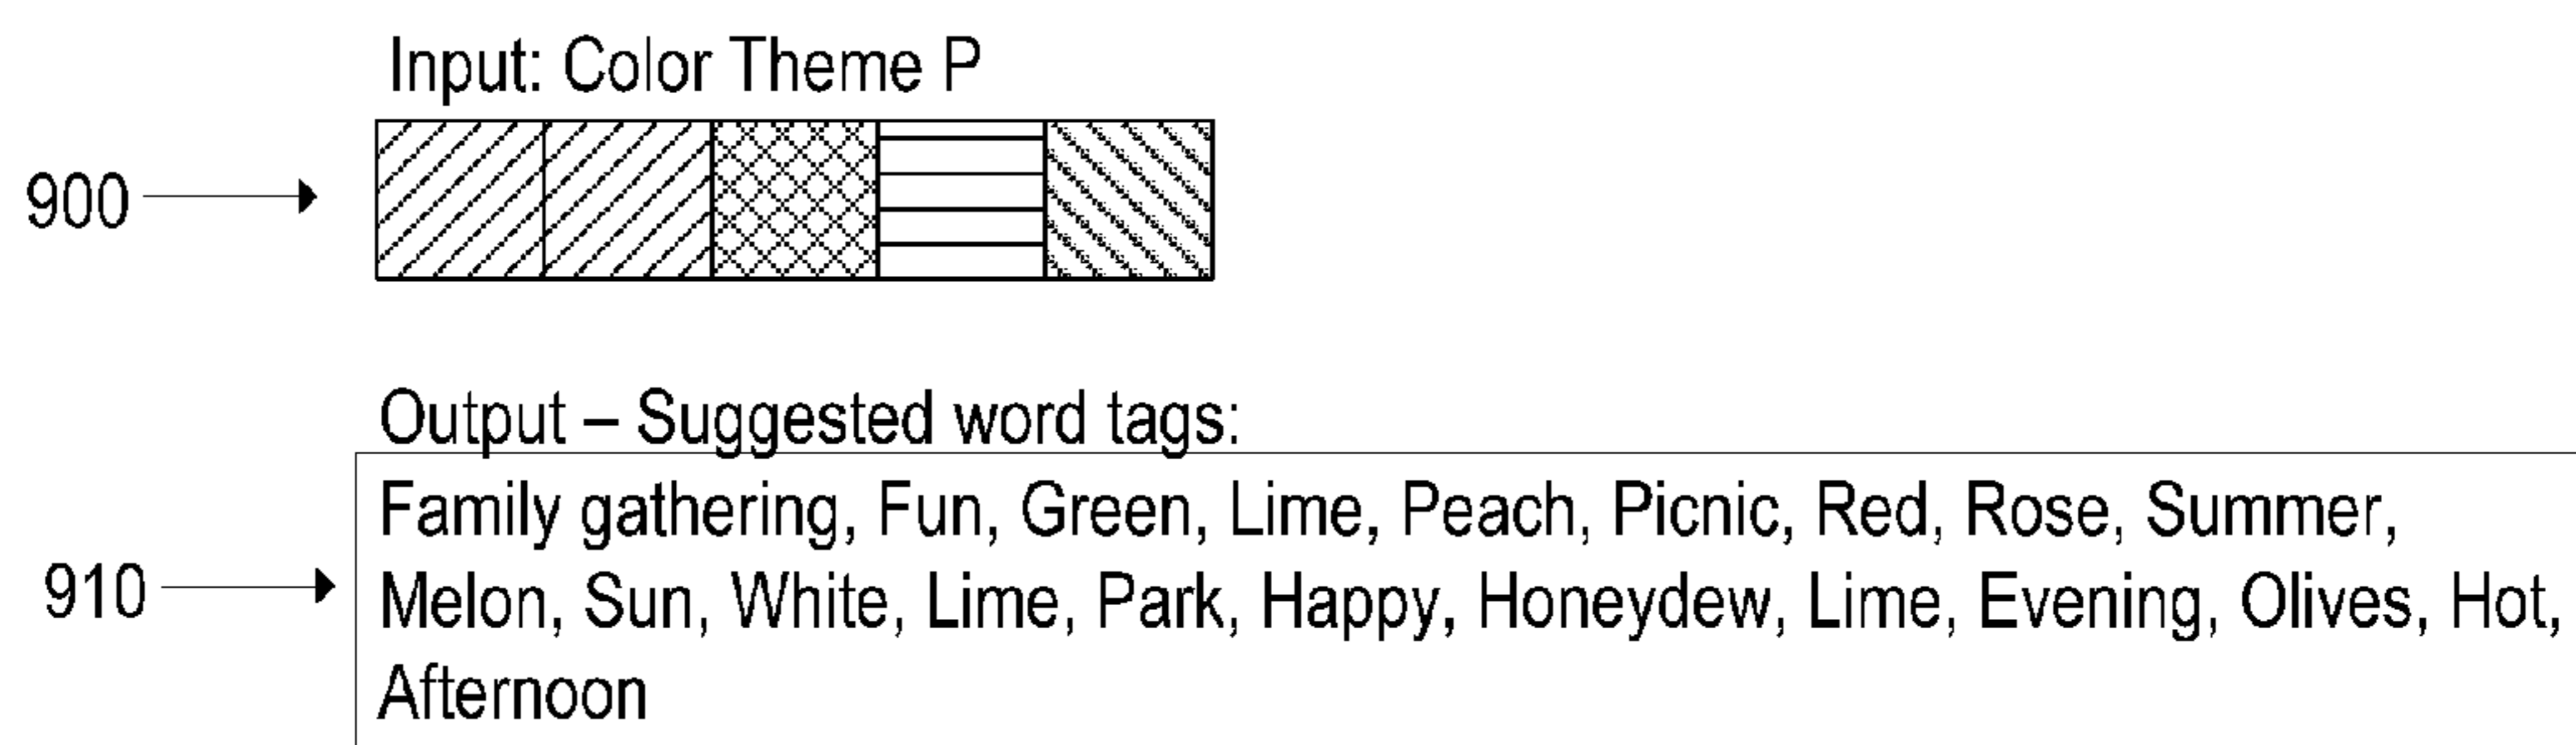 Input: Color Theme P
900
Output – Suggested word tags:
Family gathering, Fun, Green, Lime, Peach, Picnic, Red, Rose, Summer,
910
Melon, Sun, White, Lime, Park, Happy, Honeydew, Lime, Evening, Olives, Hot,
Afternoon